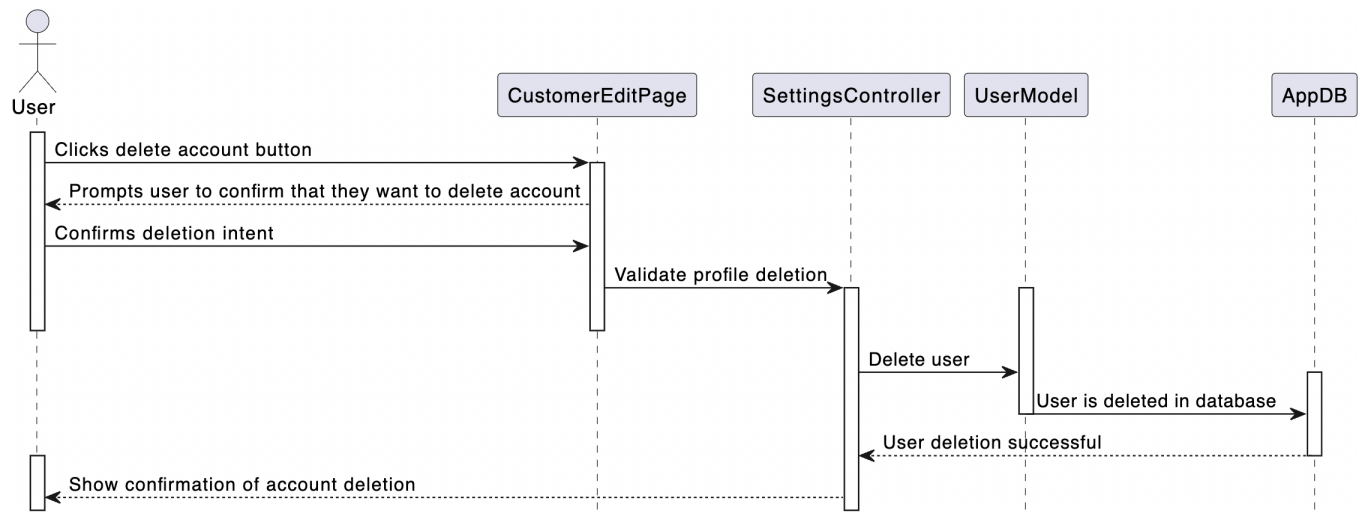 User
CustomerEditPage
SettingsController
UserModel
AppDB
Clicks delete account button
Prompts user to confirm that they want to delete account
Confirms deletion intent
Validate profile deletion
Delete user
User is deleted in database
User deletion successful
Show confirmation of account deletion